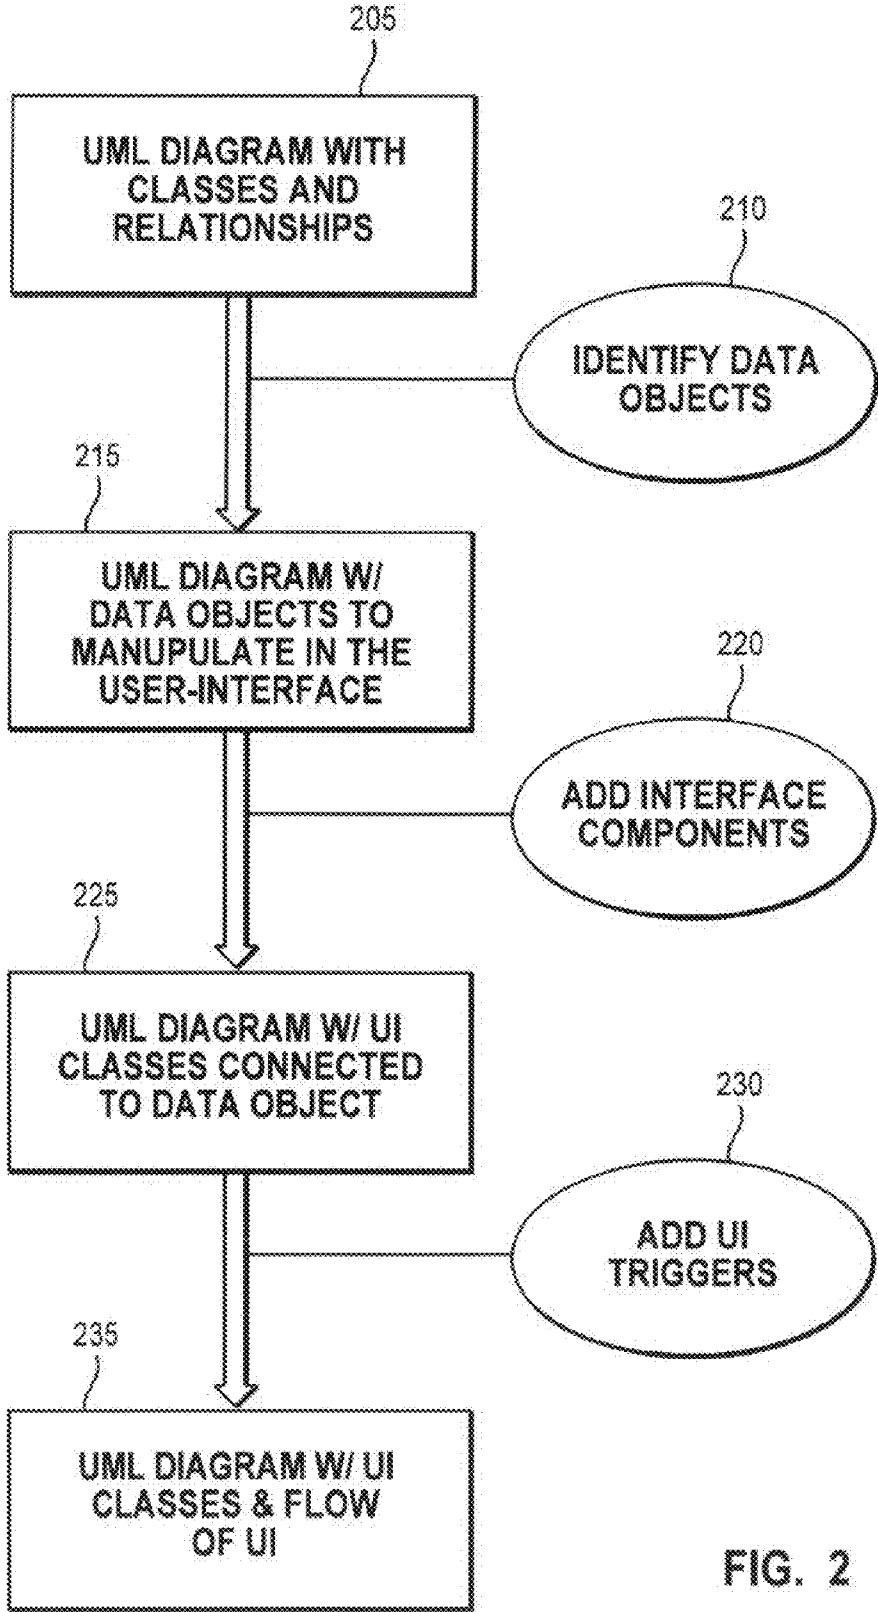 205
UML DIAGRAM WITH
CLASSES AND
RELATIONSHIPS
210
IDENTIFY DATA
OBJECTS
215
UML DIAGRAM W/
DATA OBJECTS TO
MANUPULATE IN THE
USER-INTERFACE
220
ADD INTERFACE
COMPONENTS
225
UML DIAGRAM W/ UI
CLASSES CONNECTED
TO DATA OBJECT
230
ADD UI
TRIGGERS
235
UML DIAGRAM W/ UI
CLASSES & FLOW
OF UI
FIG. 2